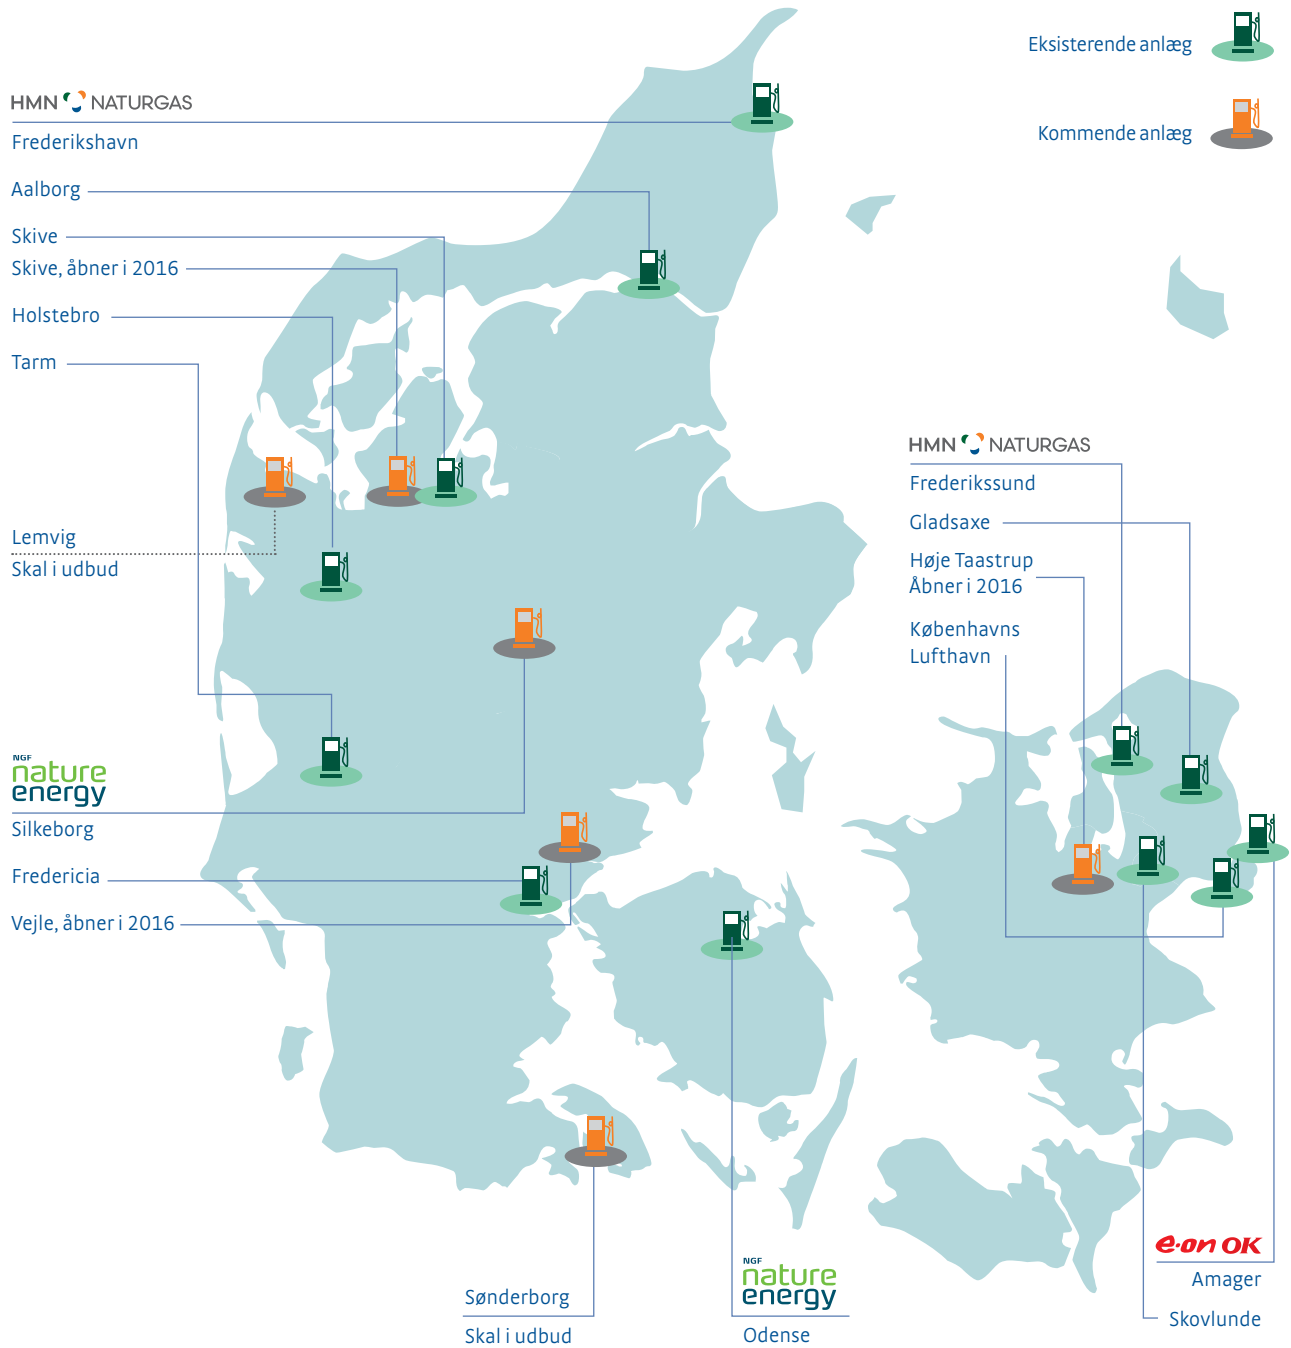 Eksisterende anlæg
Kommende anlæg
HMN NATURGAS
Frederikshavn
Aalborg
Skive
Skive, åbner i 2016
Holstebro
Tarm
Lemvig
Skal i udbud
NGF
nature
energy
Silkeborg
Fredericia
Vejle, åbner i 2016
HMN NATURGAS
Frederikssund
Gladsaxe
Høje Taastrup
Åbner i 2016
Københavns
Lufthavn
Sønderborg
Skal i udbud
NGF
nature
energy
Odense
e·on OK
Amager
Skovlunde